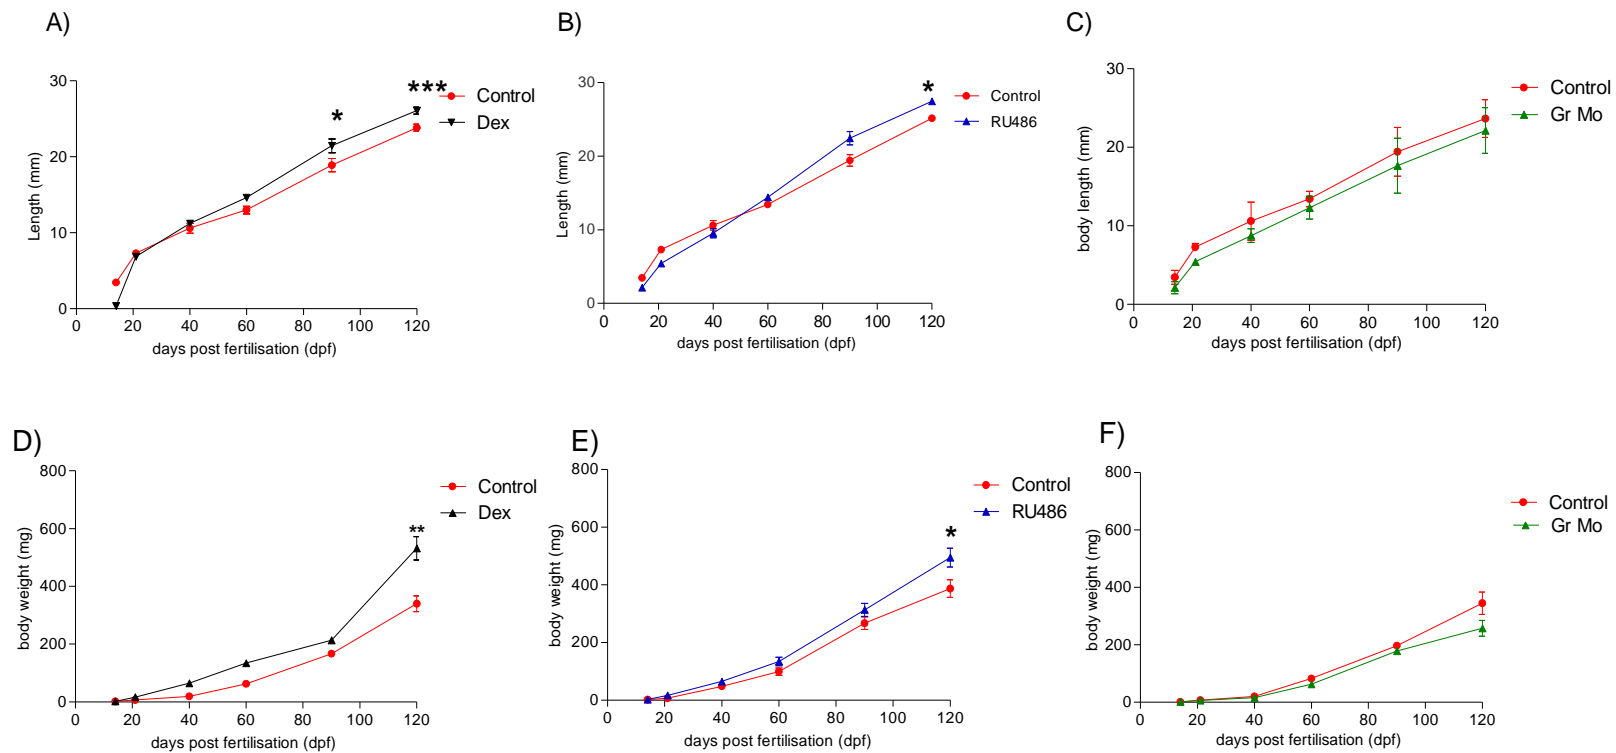 A)
30
20
10
0
Length (mm)
0 20 40 60 80 100 120
days post fertilisation (dpf)
*
***
Control
Dex
B)
30
20
10
0
Length (mm)
0 20 40 60 80 100 120
days post fertilisation (dpf)
*
Control
RU486
C)
30
20
10
0
body length (mm)
0 20 40 60 80 100 120
days post fertilisation (dpf)
Control
Gr Mo
D)
800
600
400
200
0
body weight (mg)
0 20 40 60 80 100 120
days post fertilisation (dpf)
**
Control
Dex
E)
800
600
400
200
0
body weight (mg)
0 20 40 60 80 100 120
days post fertilisation (dpf)
*
Control
RU486
F)
800
600
400
200
0
body weight (mg)
0 20 40 60 80 100 120
days post fertilisation (dpf)
Control
Gr Mo